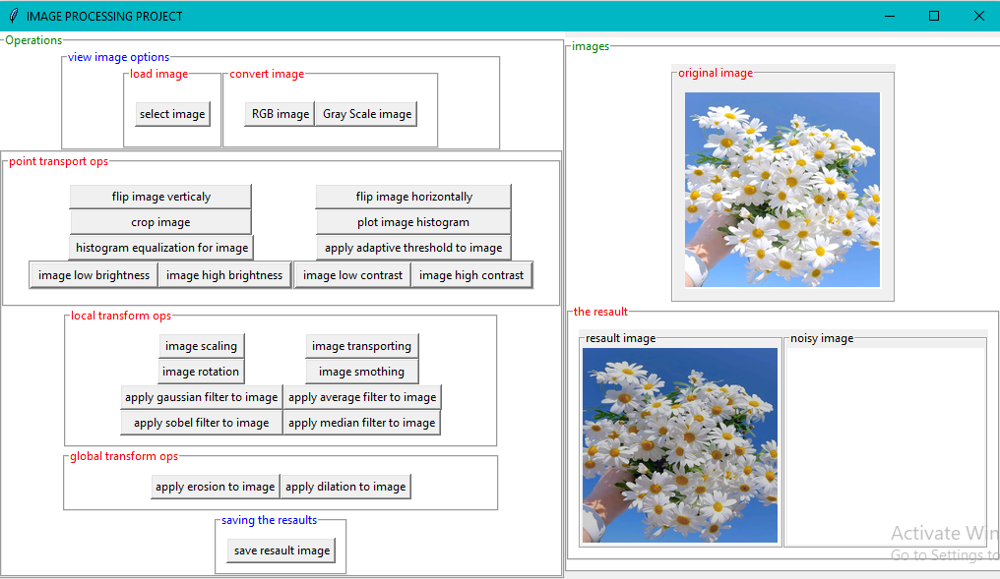 IMAGE PROCESSING PROJECT
Operations
view image options
load image
convert image
select image
RGB image
Gray Scale image
point transport ops
flip image verticaly
flip image horizontally
crop image
plot image histogram
histogram equalization for image
apply adaptive threshold to image
image low brightness
image high brightness
image low contrast
image high contrast
local transform ops
image scaling
image transporting
image rotation
image smothing
apply gaussian filter to image
apply average filter to image
apply sobel filter to image
apply median filter to image
global transform ops
apply erosion to image
apply dilation to image
saving the resaults
save resault image
images
original image
the resault
resault image
noisy image
Activate Win
Go to Settings to